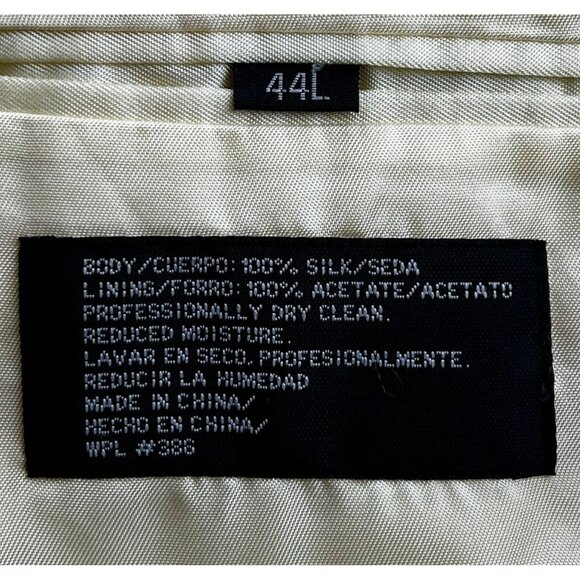 44L
BODY/CUERPO: 100% SILK/SEDA
LINING/FORRO: 100% ACETATE/ACETATO
PROFESSIONALLY DRY CLEAN.
REDUCED MOISTURE.
LAVAR EN SECO. PROFESIONALMENTE.
REDUCIR LA HUMEDAD
MADE IN CHINA/
HECHO EN CHINA/
WPL #386